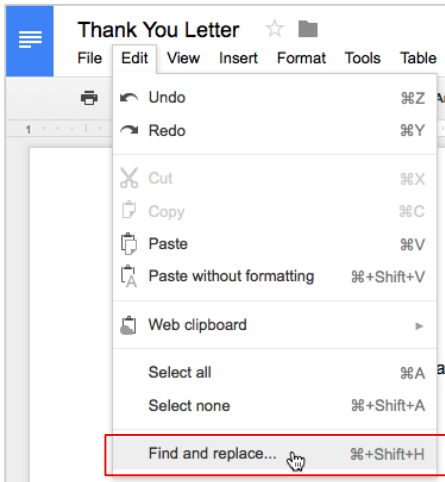 Thank You Letter
File Edit View Insert Format Tools Table
Undo ⌘Z
1
Redo ⌘Y
Cut ⌘X
Copy ⌘C
Paste ⌘V
Paste without formatting ⌘+Shift+V
Web clipboard ►
Select all ⌘A
Select none ⌘+Shift+A
Find and replace... ⌘+Shift+H